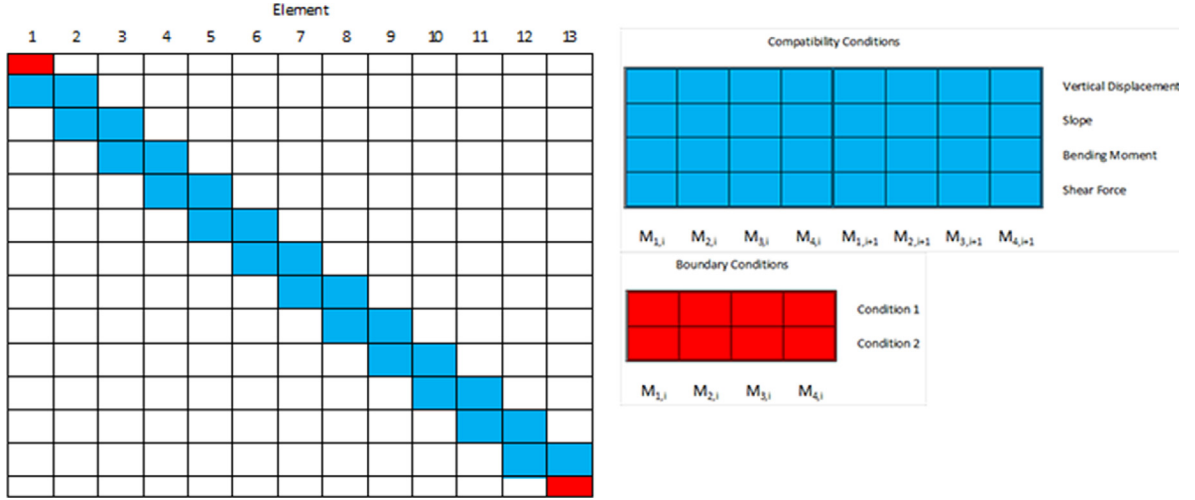 Element
1 2 3 4 5 6 7 8 9 10 11 12 13
Compatibility Conditions
Vertical Displacement
Slope
Bending Moment
Shear Force
M1,i M2,i M3,i M4,i M1,i+1 M2,i+1 M3,i+1 M4,i+1
Boundary Conditions
Condition 1
Condition 2
M1,i M2,i M3,i M4,i